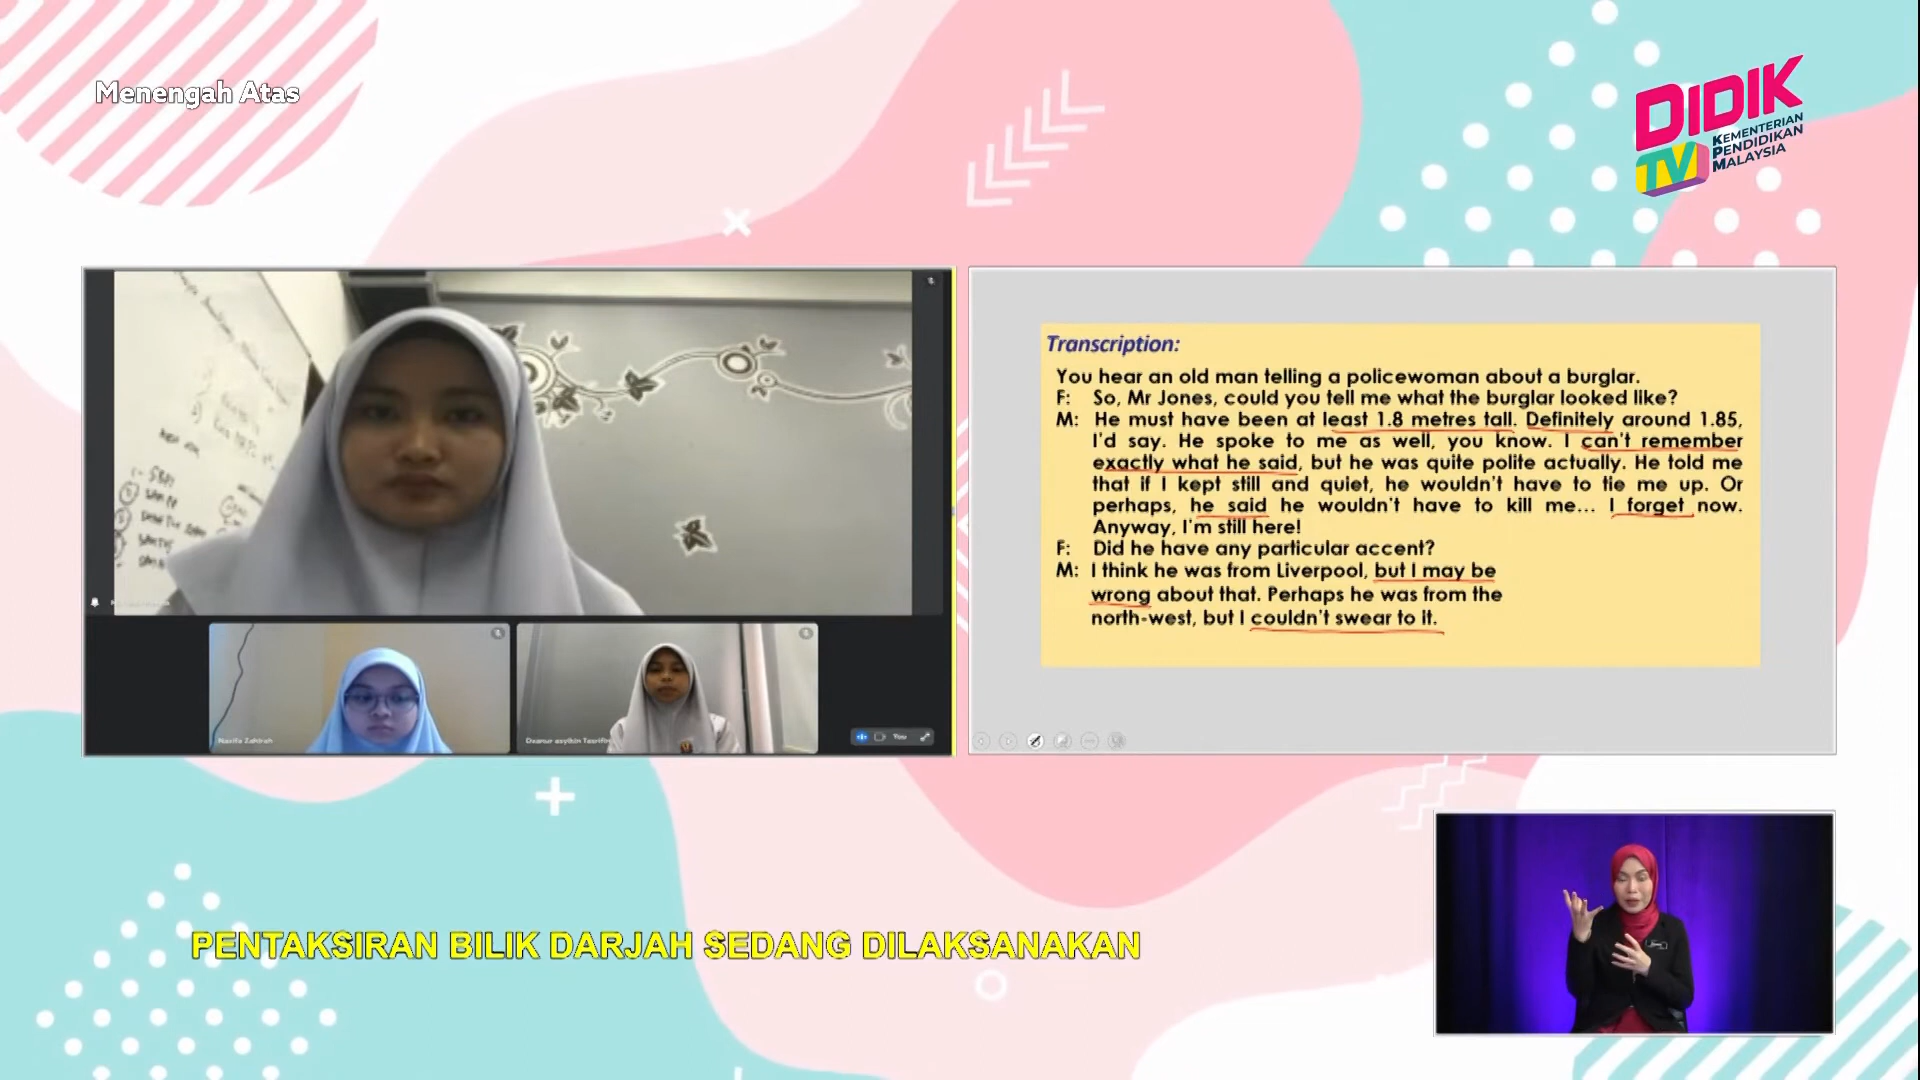 Menengah Atas
DIDIK
TV
KEMENTERIAN
PENDIDIKAN
MALAYSIA
Transcription:
You hear an old man telling a policewoman about a burglar.
F: So, Mr Jones, could you tell me what the burglar looked like?
M: He must have been at least 1.8 metres tall. Definitely around 1.85,
I'd say. He spoke to me as well, you know. I can't remember
exactly what he said, but he was quite polite actually. He told me
that if I kept still and quiet, he wouldn't have to tie me up. Or
perhaps, he said he wouldn't have to kill me... I forget now.
Anyway, I'm still here!
F: Did he have any particular accent?
M: I think he was from Liverpool, but I may be
wrong about that. Perhaps he was from the
north-west, but I couldn't swear to it.
You
PENTAKSIRAN BILIK DARJAH SEDANG DILAKSANAKAN